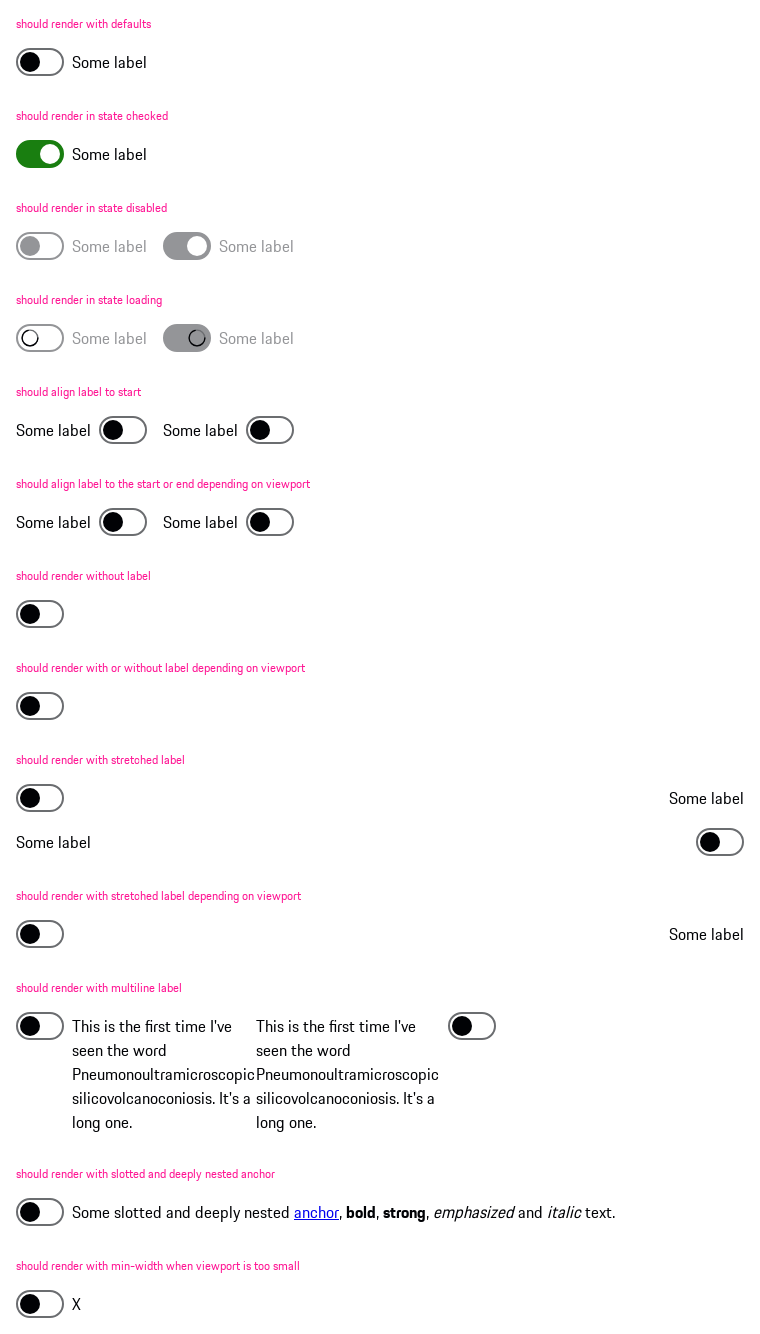 should render with defaults
Some label
should render in state checked
Some label
should render in state disabled
Some label Some label
should render in state loading
Some label Some label
should align label to start
Some label Some label
should align label to the start or end depending on viewport
Some label Some label
should render without label
should render with or without label depending on viewport
should render with stretched label
Some label
Some label
should render with stretched label depending on viewport
Some label
should render with multiline label
This is the first time I've
seen the word
Pneumonoultramicroscopic
silicovolcanoconiosis. It's a
long one.
This is the first time I've
seen the word
Pneumonoultramicroscopic
silicovolcanoconiosis. It's a
long one.
should render with slotted and deeply nested anchor
Some slotted and deeply nested anchor, bold, strong, emphasized and italic text.
should render with min-width when viewport is too small
X